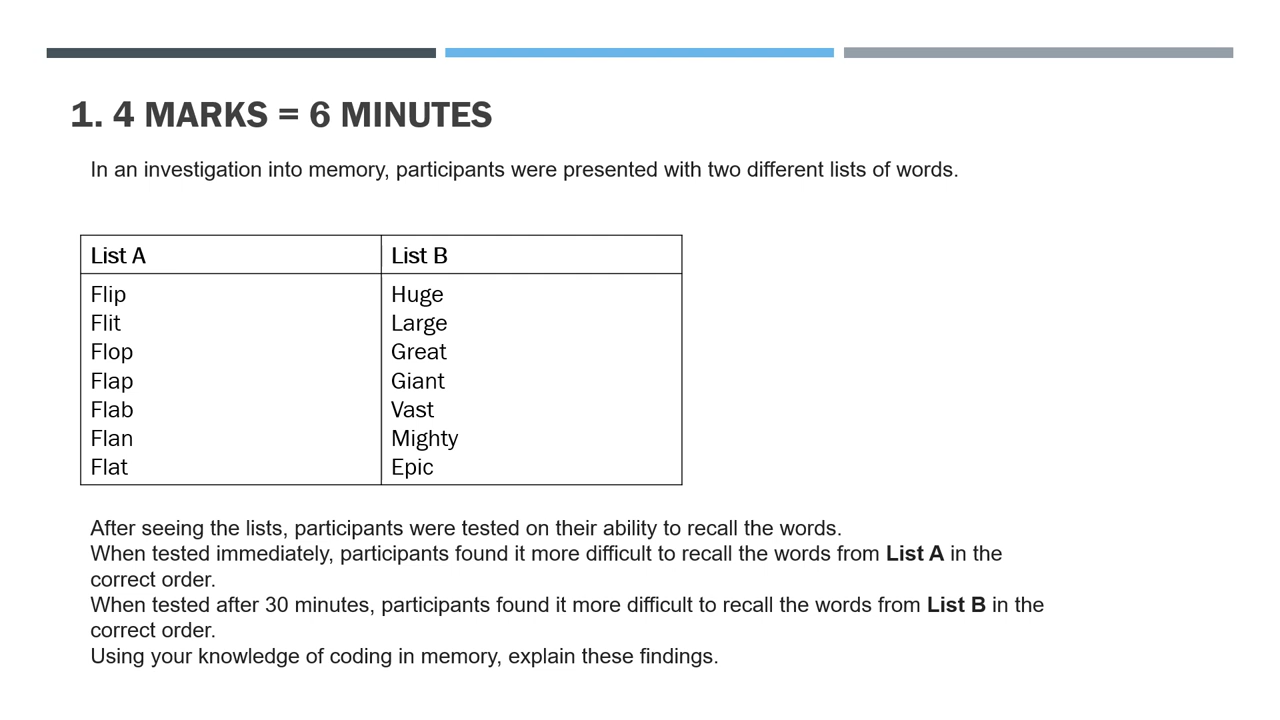 1. 4 MARKS = 6 MINUTES
In an investigation into memory, participants were presented with two different lists of words.
List A
List B
Flip
Flit
Flop
Flap
Flab
Flan
Flat
Huge
Large
Great
Giant
Vast
Mighty
Epic
After seeing the lists, participants were tested on their ability to recall the words.
When tested immediately, participants found it more difficult to recall the words from List A in the
correct order.
When tested after 30 minutes, participants found it more difficult to recall the words from List B in the
correct order.
Using your knowledge of coding in memory, explain these findings.